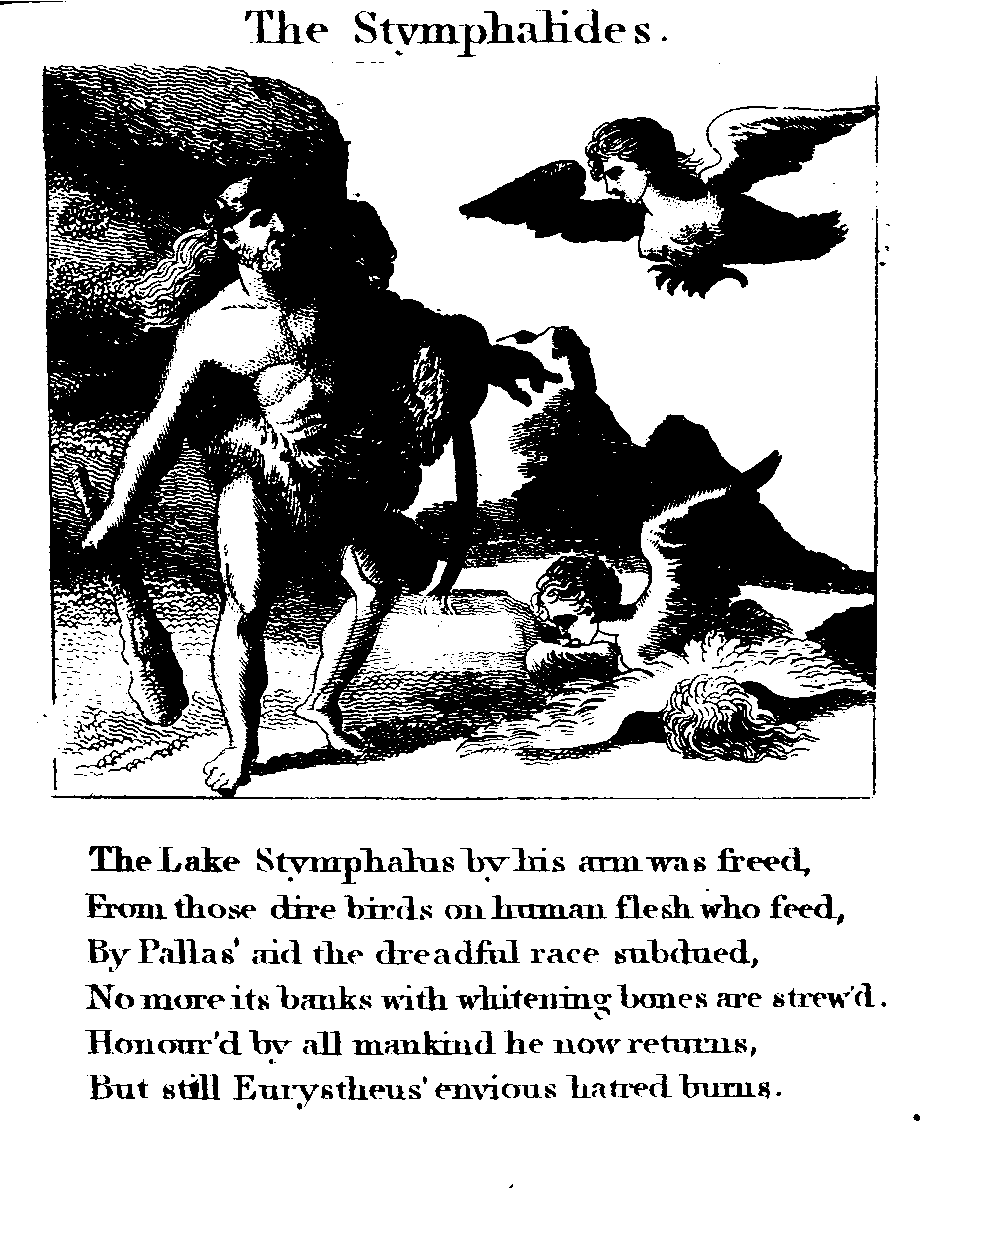 The Stymphalides.
The Lake Stymphalus by his arm was freed,
From those dire birds on human flesh who feed,
By Pallas' aid the dreadful race subdued,
No more its banks with whitening bones are strew'd.
Honour'd by all mankind he now returns,
But still Eurystheus' envious hatred burns.